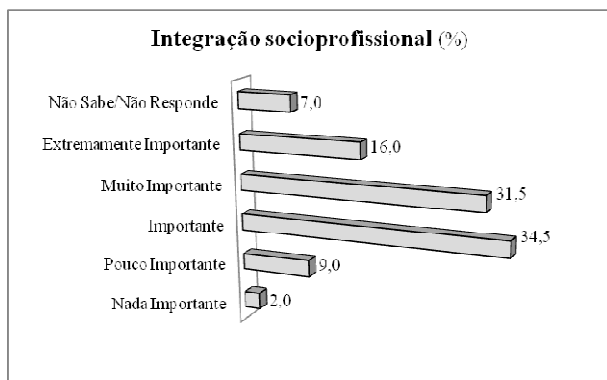 Integração socioprofissional (%)
Não Sabe/Não Responde 7,0
Extremamente Importante 16,0
Muito Importante 31,5
Importante 34,5
Pouco Importante 9,0
Nada Importante 2,0